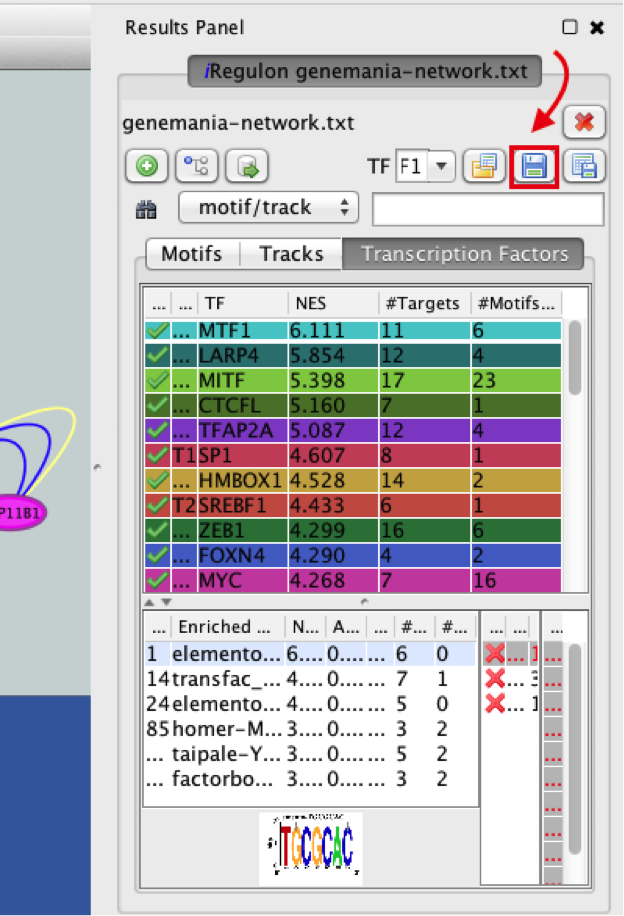 Results Panel
iRegulon genemania-network.txt
genemania-network.txt
TF F1
motif/track
Motifs Tracks Transcription Factors
... ... TF NES #Targets #Motifs...
MTF1 6.111 11 6
... LARP4 5.854 12 4
... MITF 5.398 17 23
... CTCFL 5.160 7 1
... TFAP2A 5.087 12 4
T1 SP1 4.607 8 1
... HMBOX1 4.528 14 2
T2 SREBF1 4.433 6 1
... ZEB1 4.299 16 6
... FOXN4 4.290 4 2
... MYC 4.268 7 16
P11B1
... Enriched ... N... A... ... #... #... ... ... ...
1 elemento... 6.... 0.... ... 6 0 ... 1 ...
14 transfac_... 4.... 0.... ... 7 1 ... 3 ...
24 elemento... 4.... 0.... ... 5 0 ... 1 ...
85 homer-M... 3.... 0.... ... 3 2 ...
... taipale-Y... 3.... 0.... ... 5 2 ...
... factorbo... 3.... 0.... ... 3 2 ...
TGCGCAC